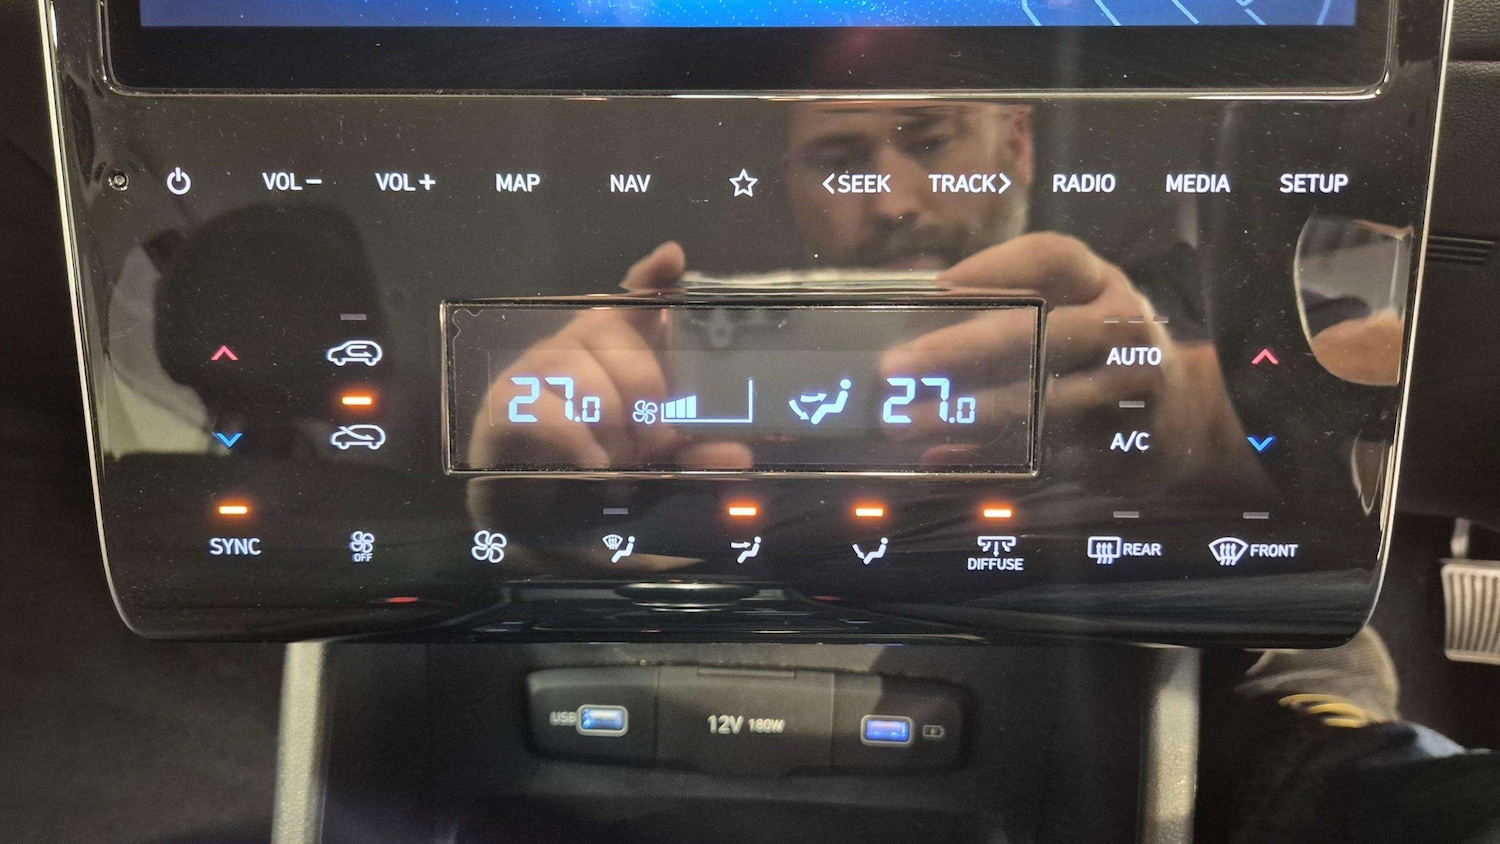 VOL− VOL+ MAP NAV <SEEK TRACK> RADIO MEDIA SETUP
AUTO
27.0 27.0
A/C
SYNC OFF DIFFUSE REAR FRONT
USB 12V 180W